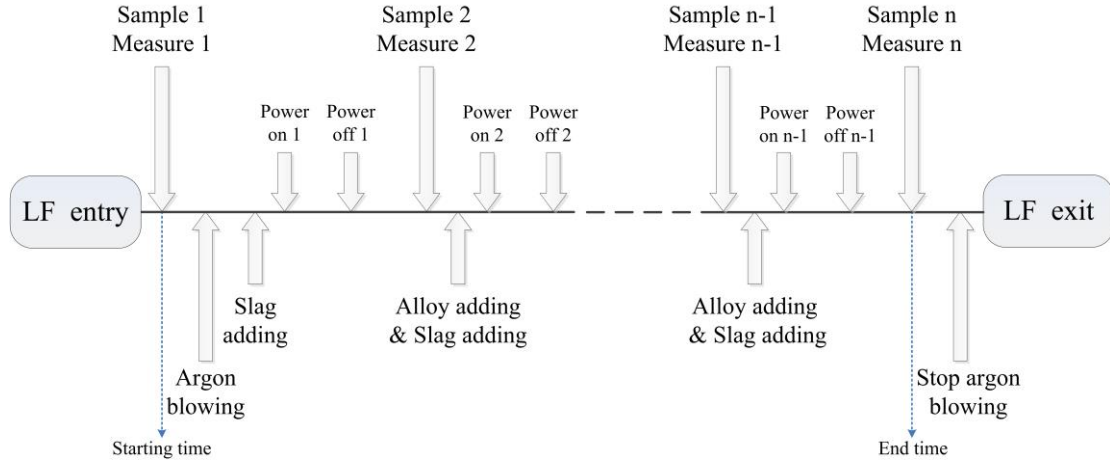 Sample 1
Measure 1
Sample 2
Measure 2
Sample n-1
Measure n-1
Sample n
Measure n
Power
on 1
Power
off 1
Power
on 2
Power
off 2
Power
on n-1
Power
off n-1
LF entry
LF exit
Slag
adding
Alloy adding
& Slag adding
Alloy adding
& Slag adding
Argon
blowing
Stop argon
blowing
Starting time
End time